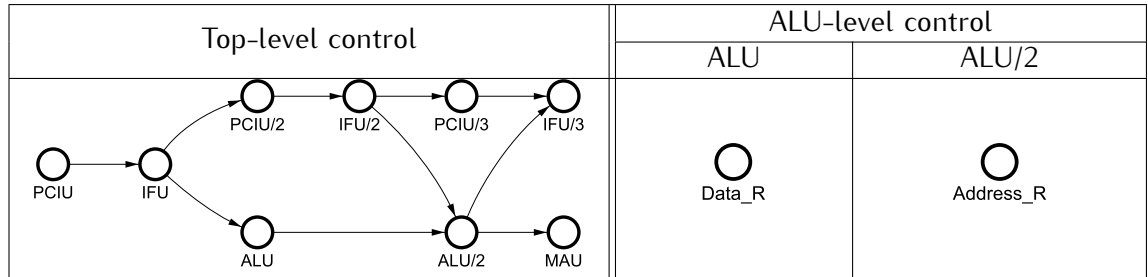 Top-level control
ALU-level control
ALU
ALU/2
PCIU/2
IFU/2
PCIU/3
IFU/3
PCIU
IFU
Data_R
Address_R
ALU
ALU/2
MAU